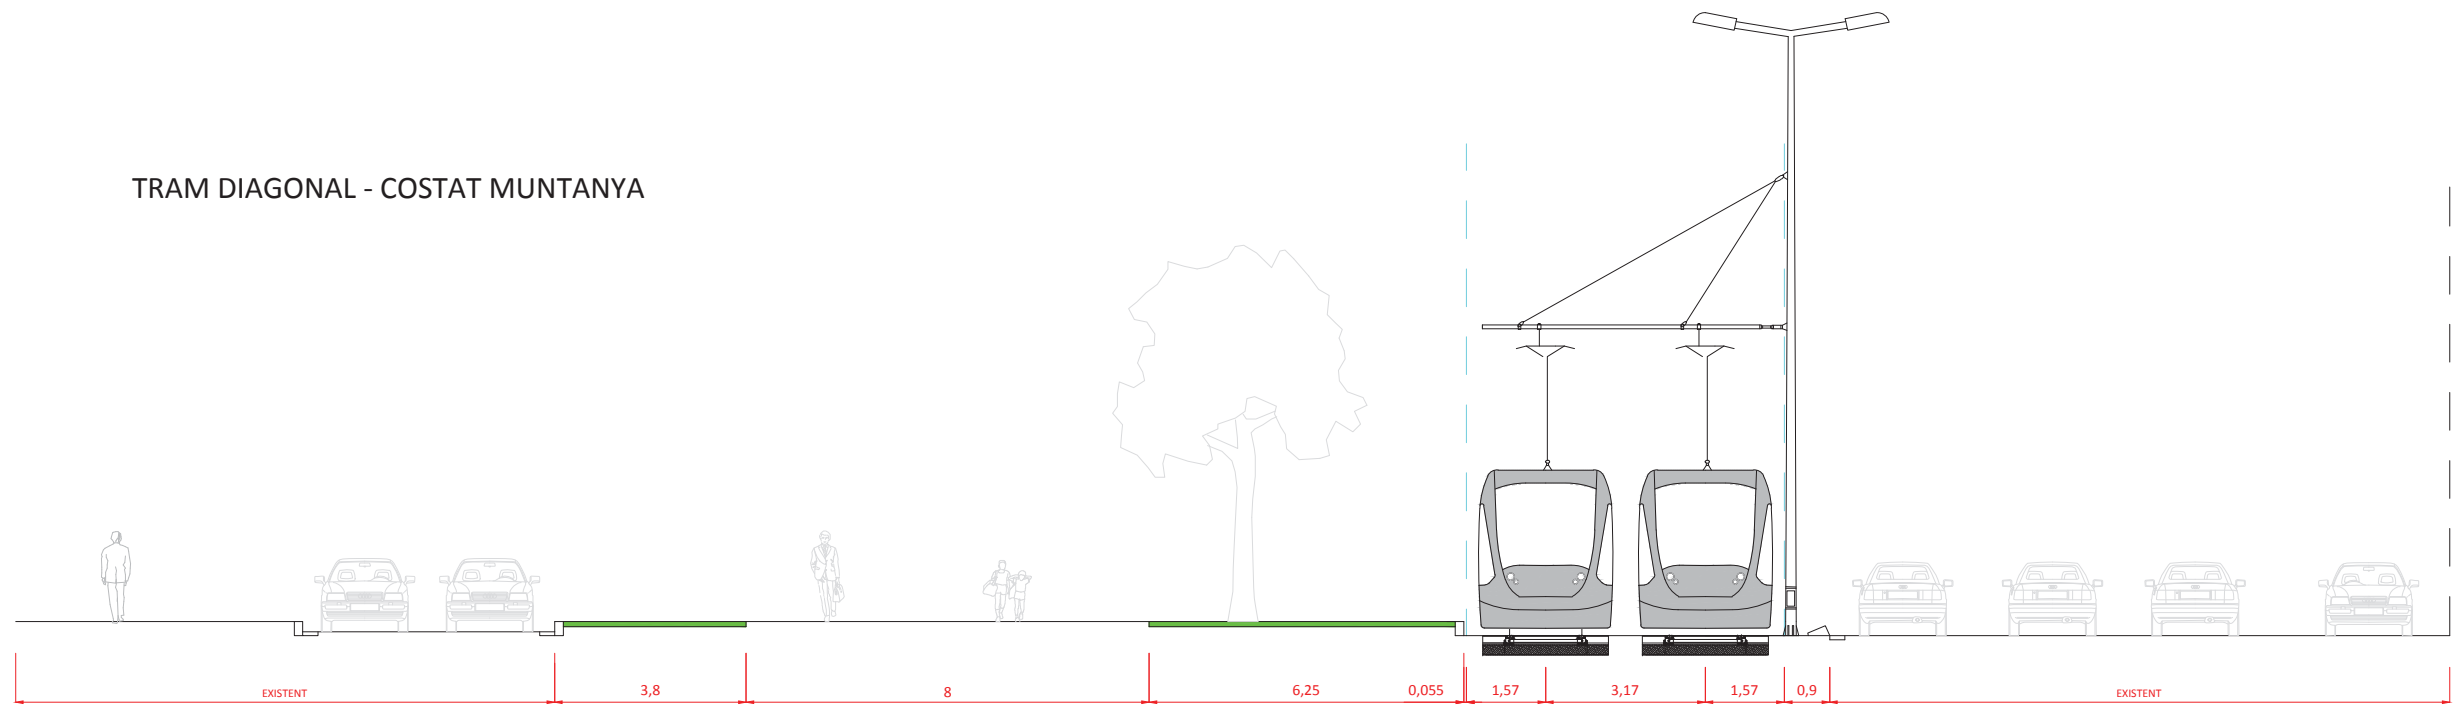 TRAM DIAGONAL - COSTAT MUNTANYA
EXISTENT 3,8 8 6,25 0,055 1,57 3,17 1,57 0,9 EXISTENT